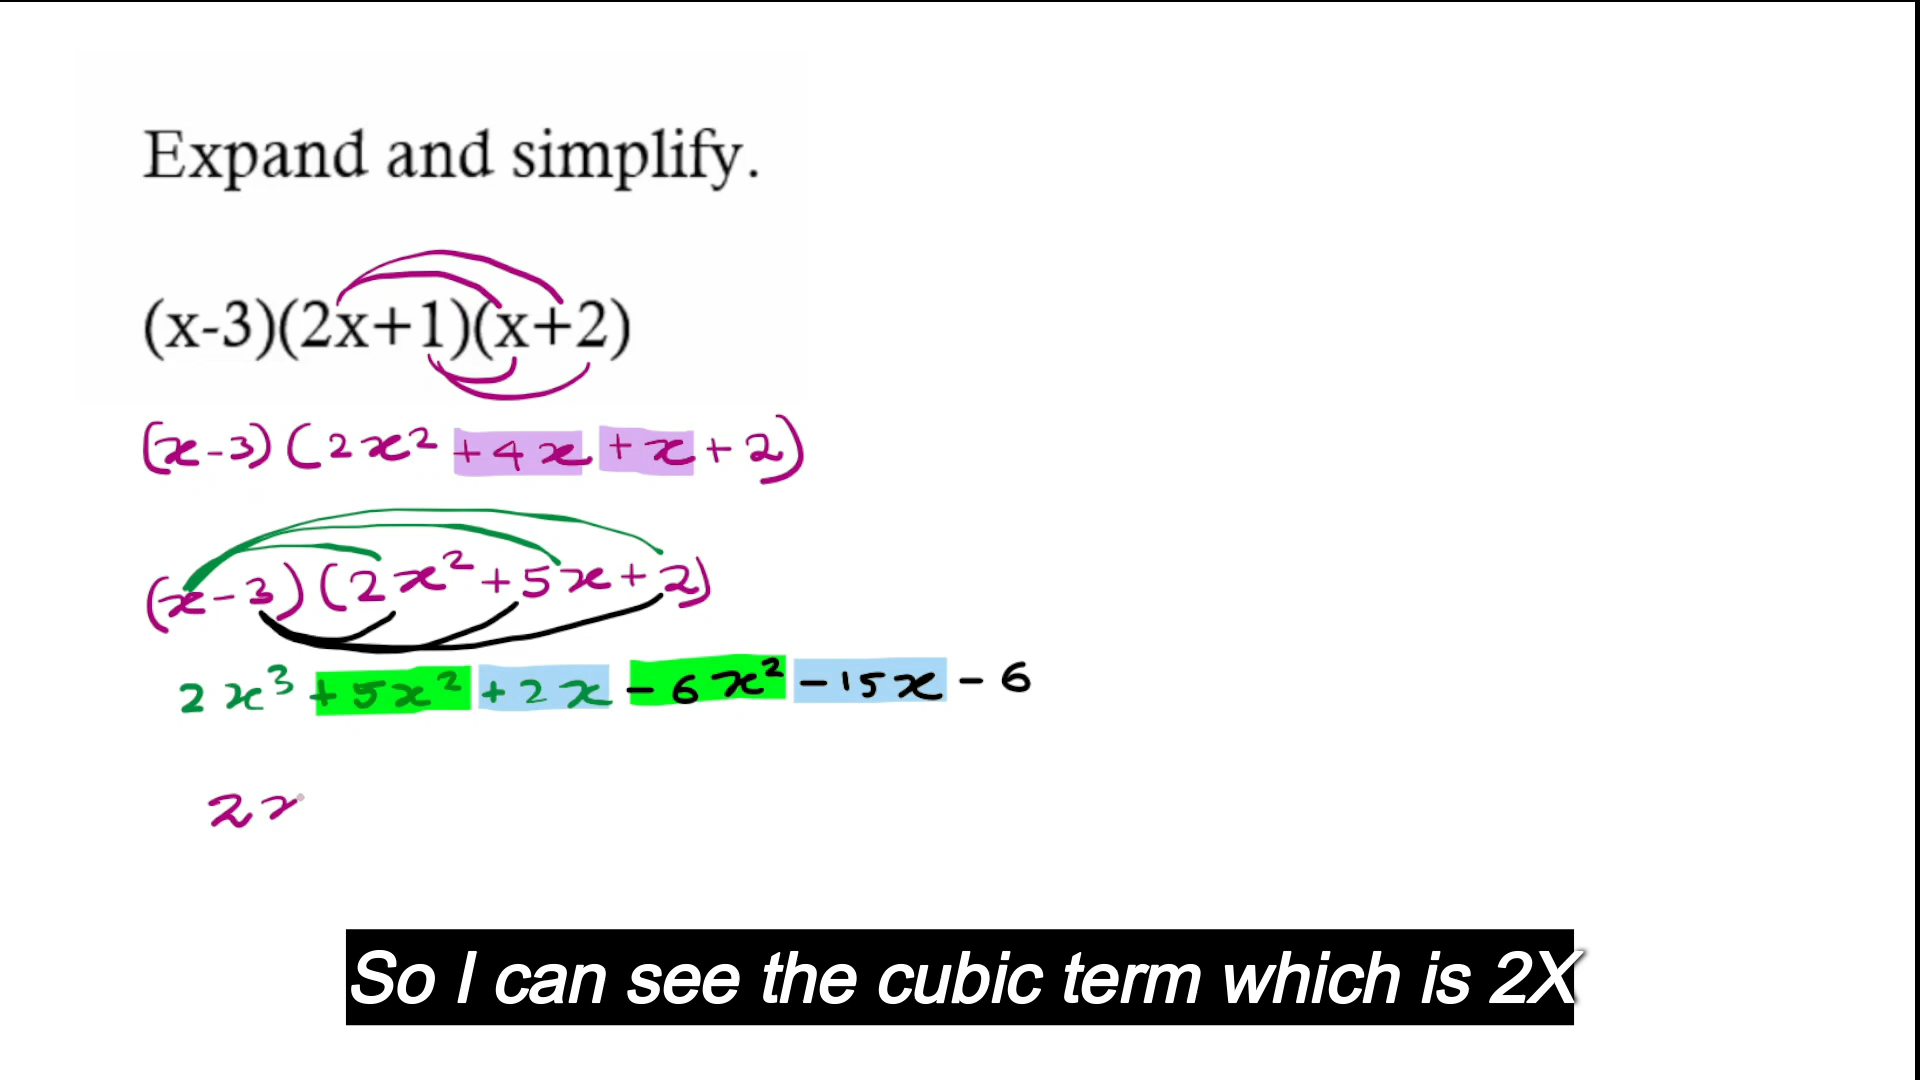 Expand and simplify.
(x-3)(2x+1)(x+2)
(x-3)(2x²+4x+x+2)
(x-3)(2x²+5x+2)
2x³+5x²+2x-6x²-15x-6
2x
So I can see the cubic term which is 2X